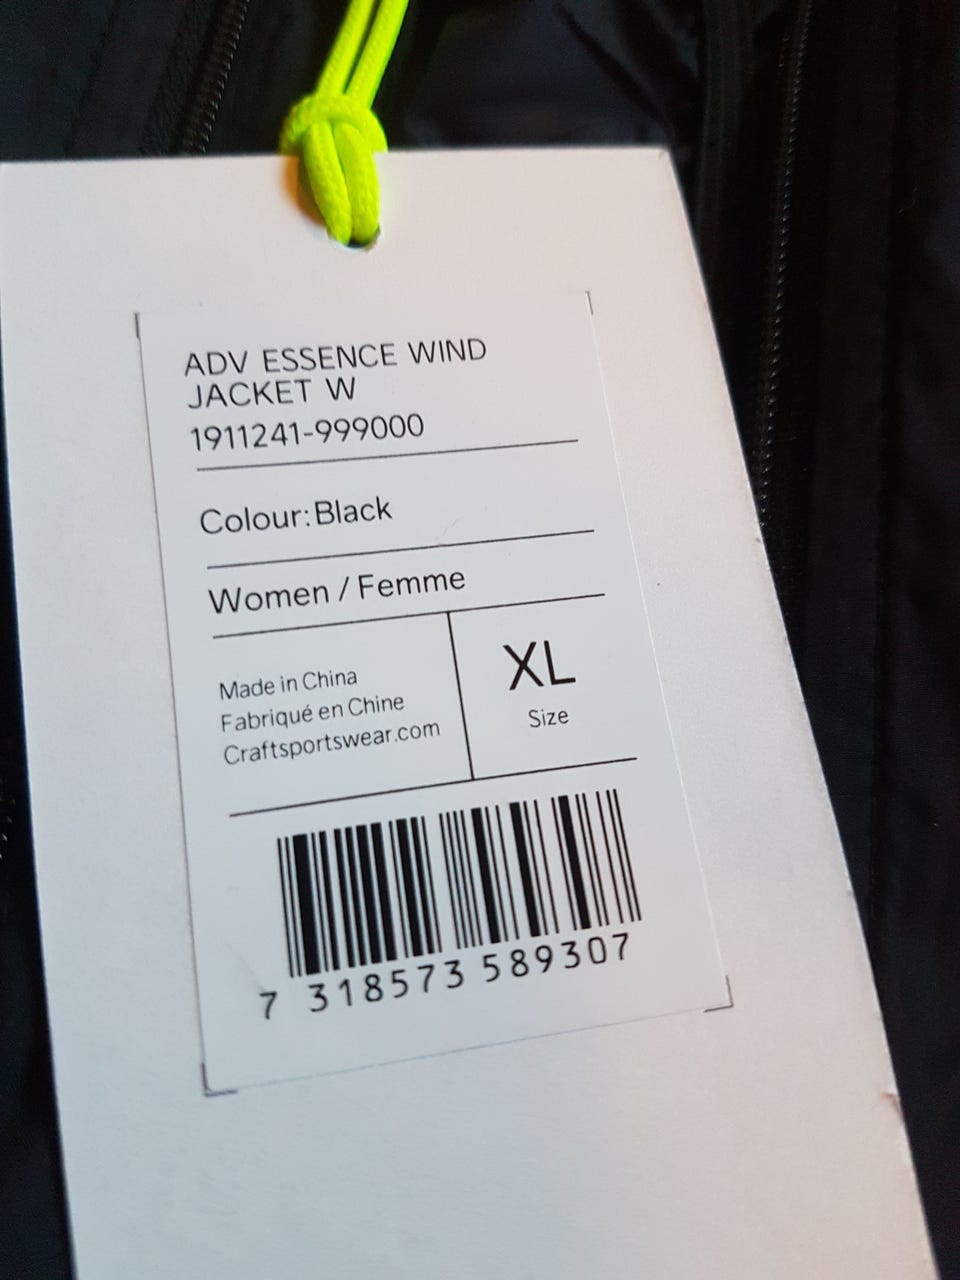 ADV ESSENCE WIND
JACKET W
1911241-999000
Colour: Black
Women / Femme
Made in China
Fabriqué en Chine
Craftsportswear.com
XL
Size
7 318573 589307